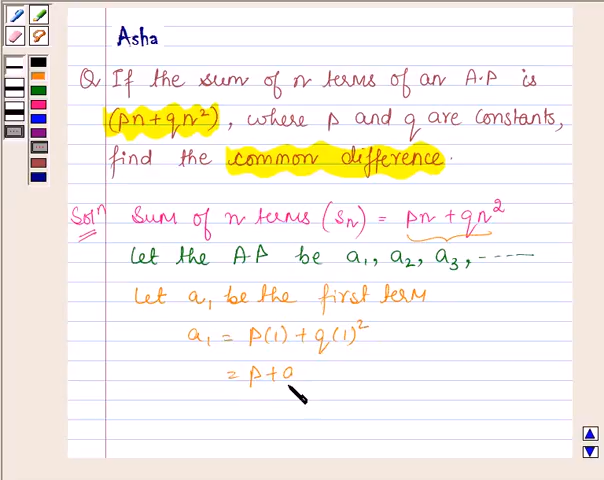 Asha
Q If the sum of n terms of an A.P is
(pn + qn²), where p and q are constants,
find the common difference.
Solⁿ Sum of n terms (Sₙ) = pn + qn²
Let the A.P be a₁, a₂, a₃, -----
Let a₁ be the first term
a₁ = p(1) + q(1)²
= p + a